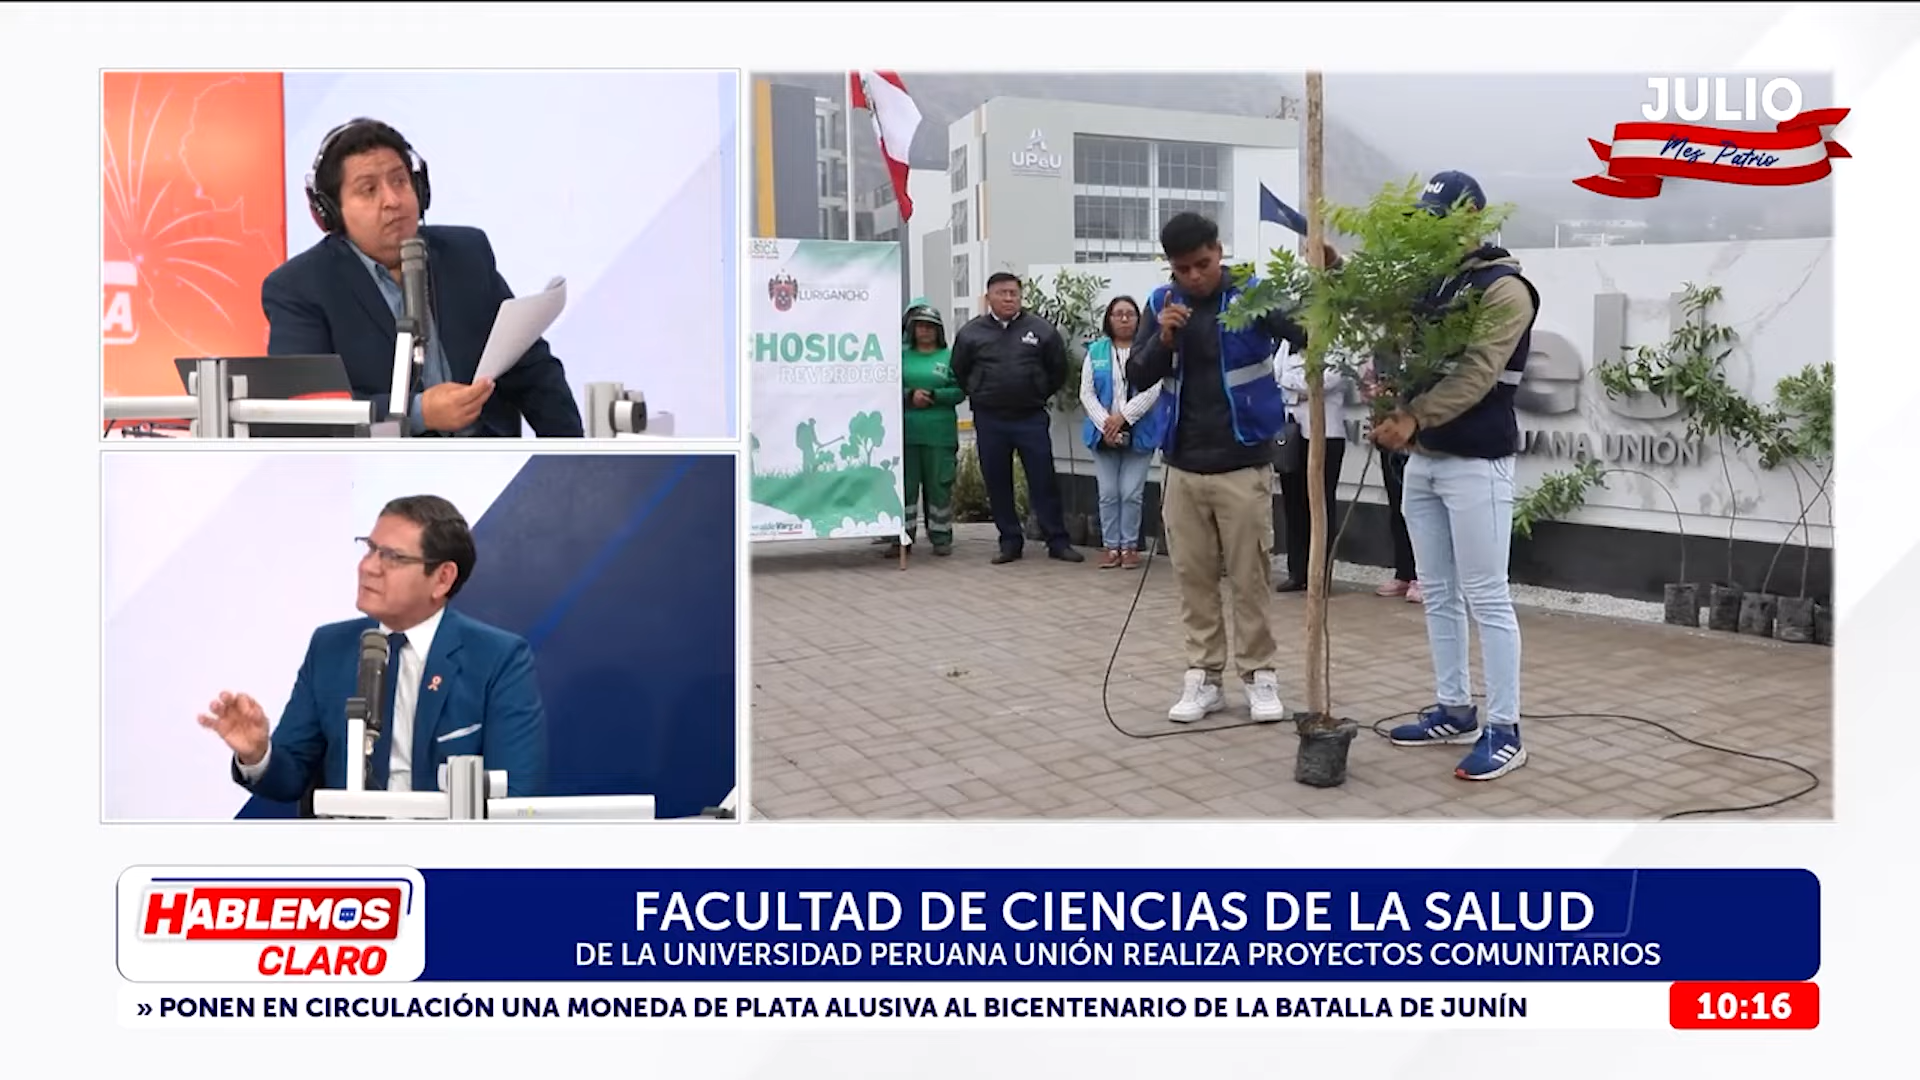 JULIO
Mes Patrio
UPeU
LURIGANCHO
CHOSICA
REVERDECE
UANA UNIÓN
HABLEMOS
CLARO
FACULTAD DE CIENCIAS DE LA SALUD
DE LA UNIVERSIDAD PERUANA UNIÓN REALIZA PROYECTOS COMUNITARIOS
» PONEN EN CIRCULACIÓN UNA MONEDA DE PLATA ALUSIVA AL BICENTENARIO DE LA BATALLA DE JUNÍN
10:16